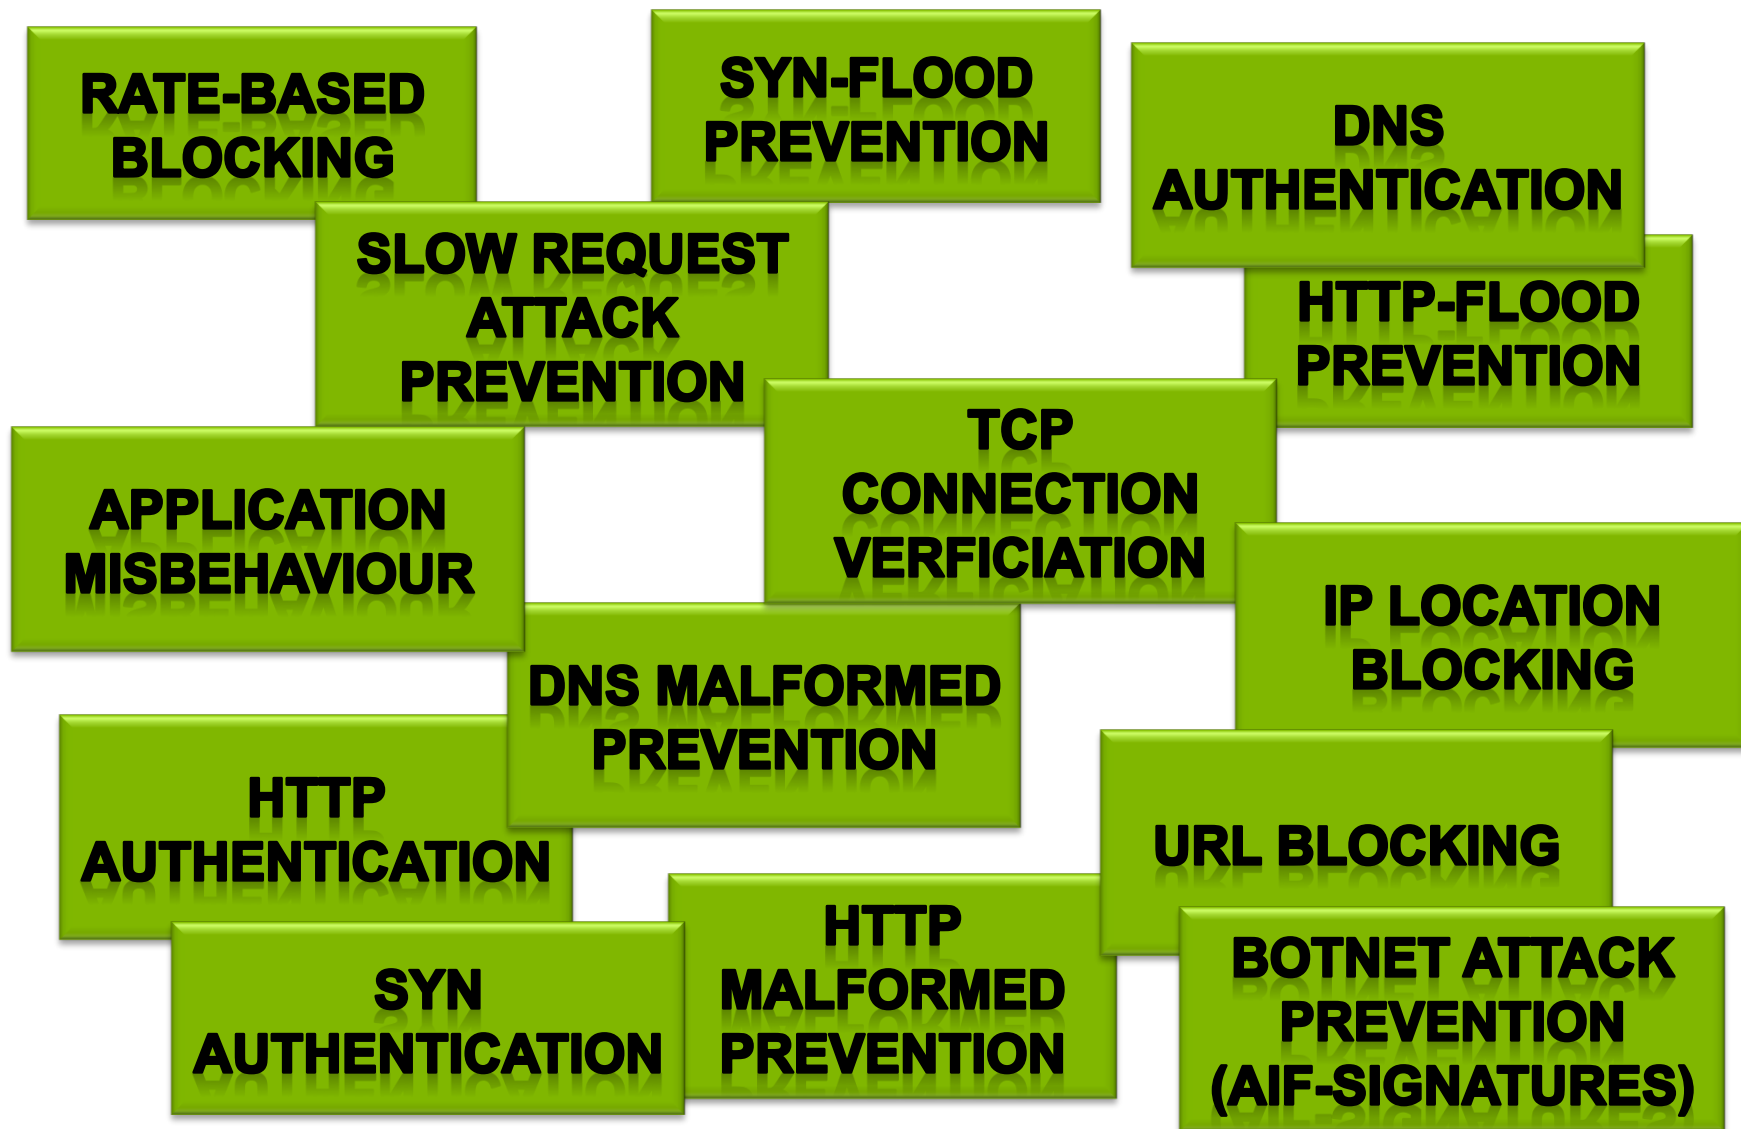 RATE-BASED
BLOCKING
SYN-FLOOD
PREVENTION
DNS
AUTHENTICATION
SLOW REQUEST
ATTACK
PREVENTION
HTTP-FLOOD
PREVENTION
TCP
CONNECTION
VERFICIATION
APPLICATION
MISBEHAVIOUR
IP LOCATION
BLOCKING
DNS MALFORMED
PREVENTION
HTTP
AUTHENTICATION
URL BLOCKING
SYN
AUTHENTICATION
HTTP
MALFORMED
PREVENTION
BOTNET ATTACK
PREVENTION
(AIF-SIGNATURES)